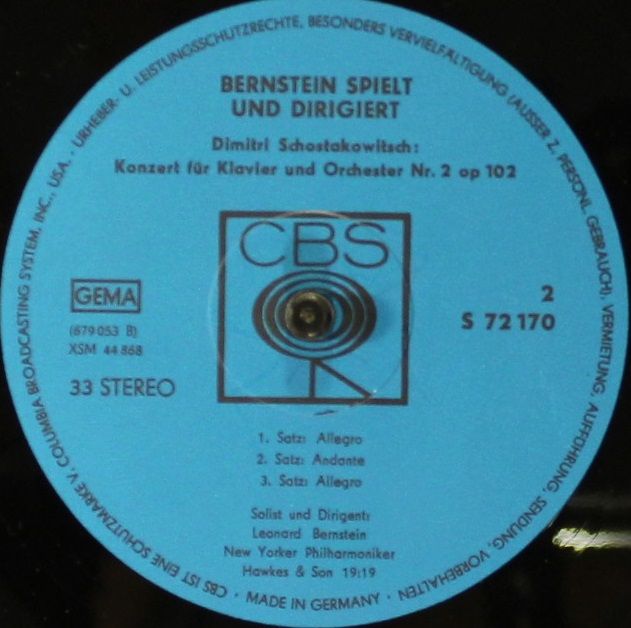 BERNSTEIN SPIELT
UND DIRIGIERT
Dimitri Schostakowitsch:
Konzert für Klavier und Orchester Nr. 2 op 102
CBS
GEMA
(679 053 B)
XSM 44 868
33 STEREO
2
S 72 170
1. Satz: Allegro
2. Satz: Andante
3. Satz: Allegro
Solist und Dirigent:
Leonard Bernstein
New Yorker Philharmoniker
Hawkes & Son 19:19
CBS IST EINE SCHUTZMARKE V. COLUMBIA BROADCASTING SYSTEM, INC., USA. · URHEBER- U. LEISTUNGSSCHUTZRECHTE, BESONDERS VERVIELFÄLTIGUNG (AUSSER Z. PERSÖNL. GEBRAUCH), VERMIETUNG, AUFFÜHRUNG, SENDUNG, VORBEHALTEN · MADE IN GERMANY ·